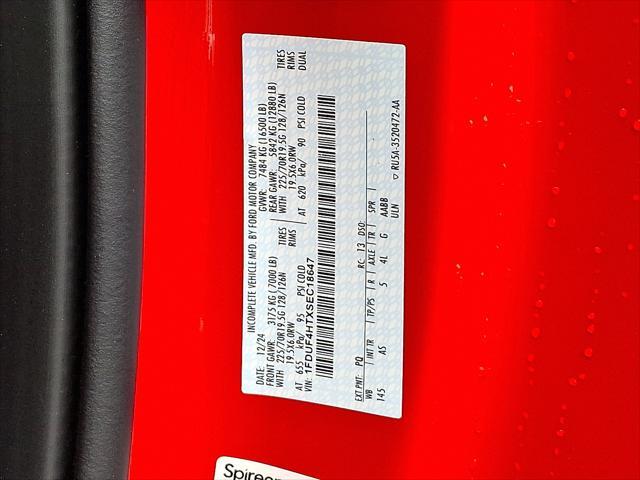 INCOMPLETE VEHICLE MFD. BY FORD MOTOR COMPANY
DATE: 12/24 GVWR: 7484 KG (16500 LB)
FRONT GAWR: 3175 KG (7000 LB) REAR GAWR: 5842 KG (12880 LB)
WITH 225/70R19.5G 128/126N TIRES WITH 225/70R19.5G 128/126N TIRES
19.5X6.0RW RIMS 19.5X6.0RW RIMS
AT 655 kPa/ 95 PSI COLD AT 620 kPa/ 90 PSI COLD DUAL
VIN: 1FDUF4HTXSEC18647
EXT PNT: PQ RC: 13 DSO:
WB INT TR TP/PS R AXLE TR SPR
145 AS 5 4L G AABB
ULN
▽ RU5A-3520472-AA